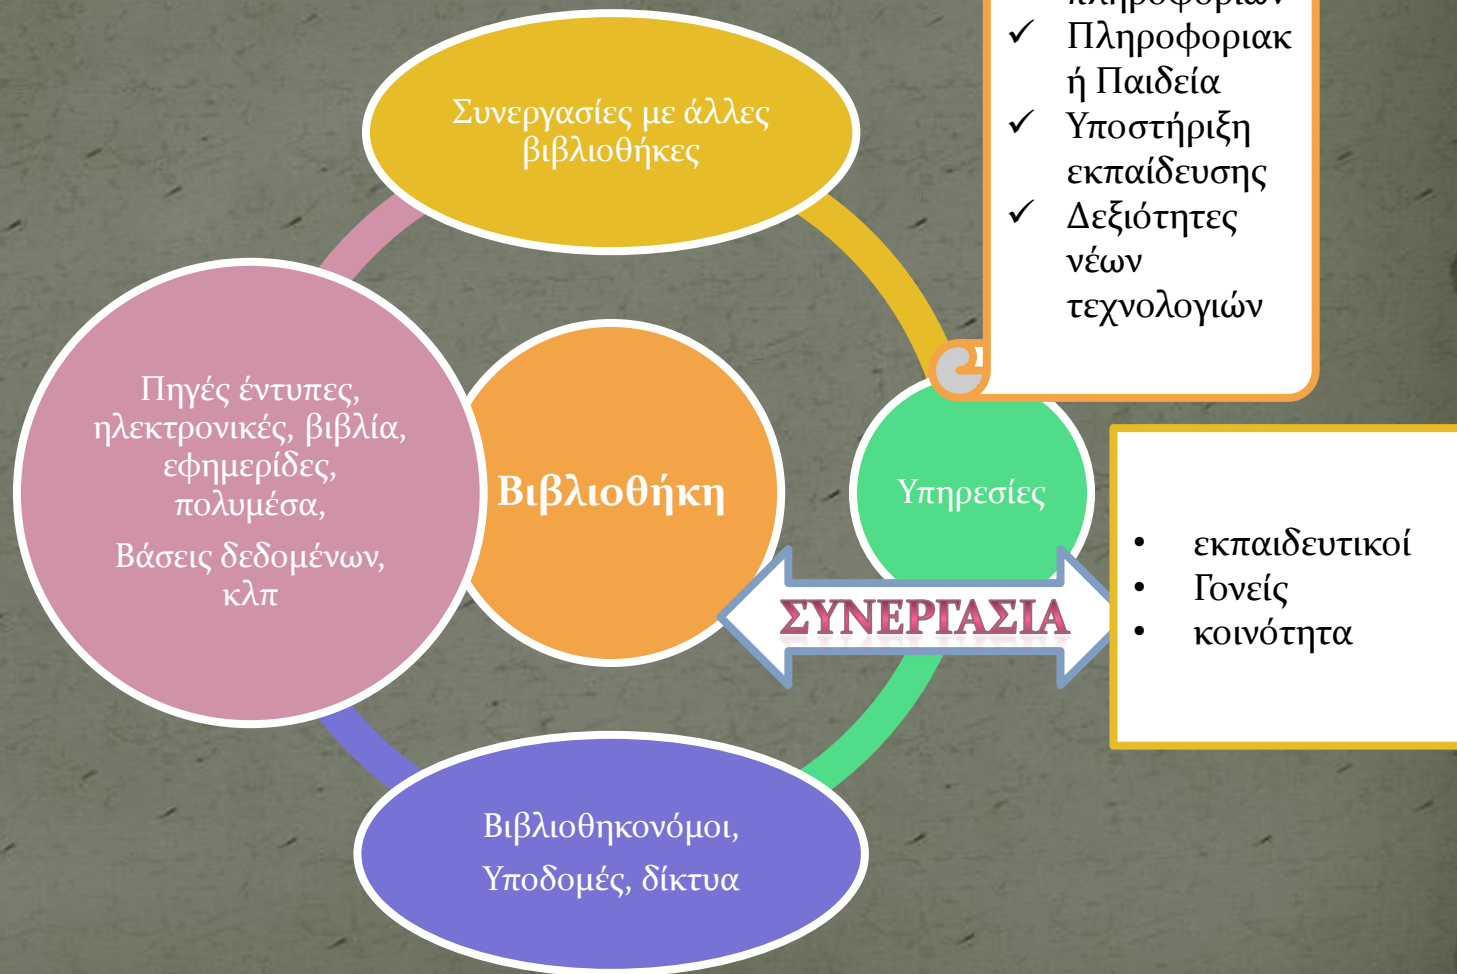 πληροφοριών
Πληροφοριακ
ή Παιδεία
Υποστήριξη
εκπαίδευσης
Δεξιότητες
νέων
τεχνολογιών
Συνεργασίες με άλλες
βιβλιοθήκες
Πηγές έντυπες,
ηλεκτρονικές, βιβλία,
εφημερίδες,
πολυμέσα,
Βάσεις δεδομένων,
κλπ
Βιβλιοθήκη
Υπηρεσίες
ΣΥΝΕΡΓΑΣΙΑ
• εκπαιδευτικοί
• Γονείς
• κοινότητα
Βιβλιοθηκονόμοι,
Υποδομές, δίκτυα